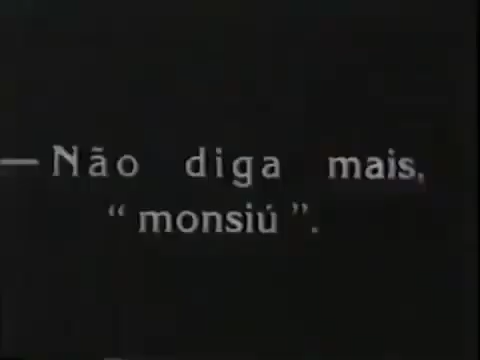 — Não diga mais,
“ monsiú ”.